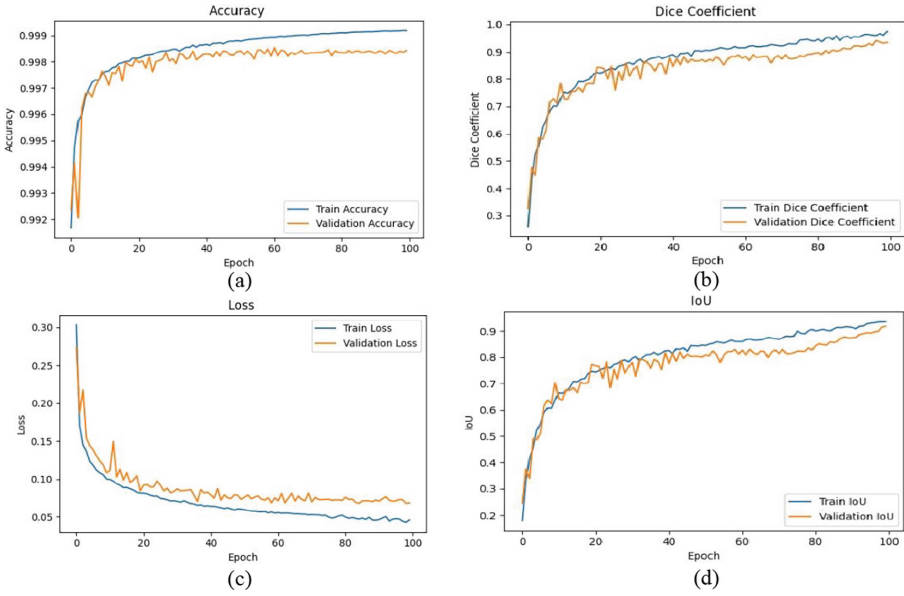 Accuracy
0.999
0.998
0.997
0.996
0.995
0.994
0.993
0.992
Accuracy
Train Accuracy
Validation Accuracy
0 20 40 60 80 100
Epoch
(a)
Dice Coefficient
1.0
0.9
0.8
0.7
0.6
0.5
0.4
0.3
Dice Coefficient
Train Dice Coefficient
Validation Dice Coefficient
0 20 40 60 80 100
Epoch
(b)
Loss
0.30
0.25
0.20
0.15
0.10
0.05
Loss
Train Loss
Validation Loss
0 20 40 60 80 100
Epoch
(c)
IoU
0.9
0.8
0.7
0.6
0.5
0.4
0.3
0.2
IoU
Train IoU
Validation IoU
0 20 40 60 80 100
Epoch
(d)